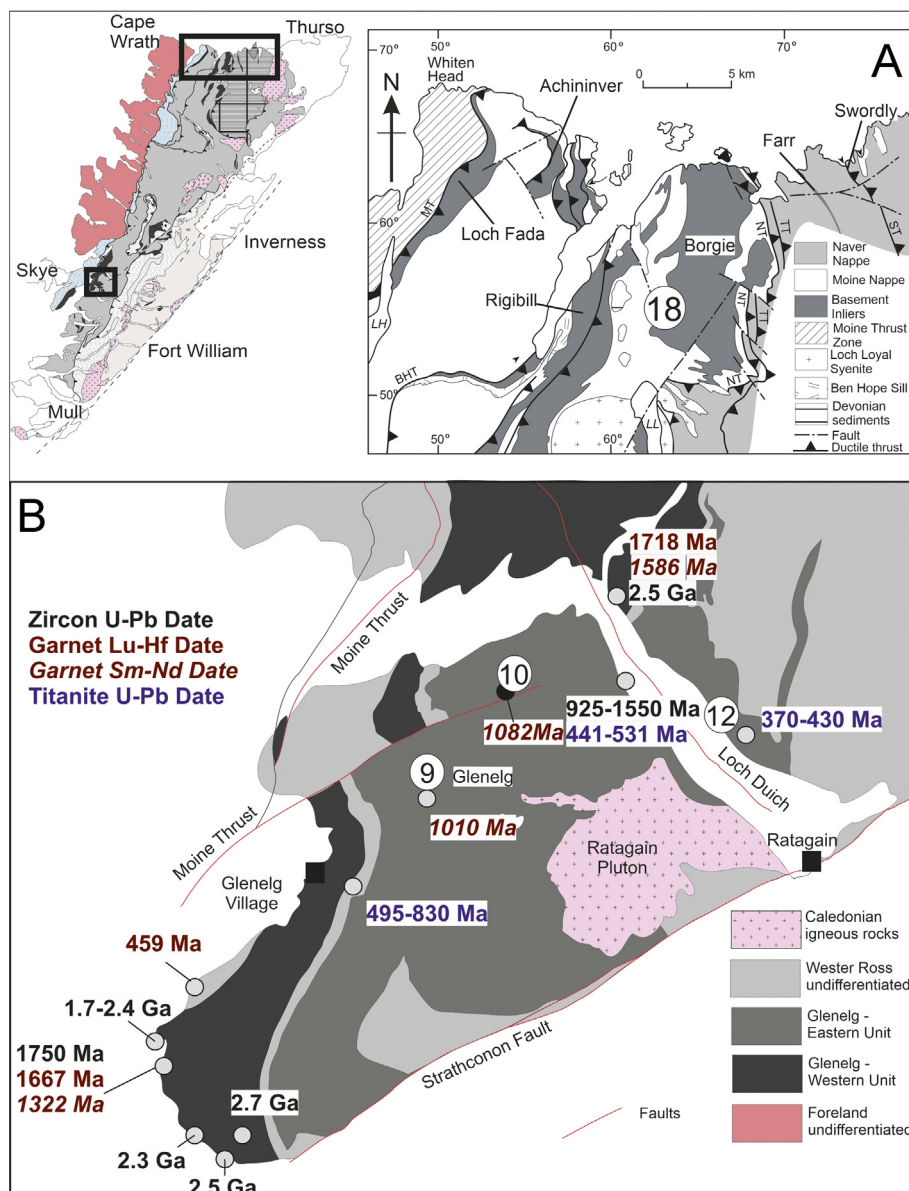 Cape
Wrath
Thurso
Inverness
Skye
Fort William
Mull
A
50°
60°
70°
70°
Whiten
Head
0
5 km
N
Achininver
Swordly
Farr
MT
Loch Fada
60°
NT
TT
ST
Borgie
Rigibill
18
LH
NT
TT
BHT
NT
50°
LL
50°
60°
Naver
Nappe
Moine
Nappe
Basement
Inliers
Moine Thrust
Zone
Loch Loyal
Syenite
Ben Hope Sill
Devonian
sediments
Fault
Ductile thrust
B
1718 Ma
1586 Ma
2.5 Ga
Zircon U-Pb Date
Garnet Lu-Hf Date
Garnet Sm-Nd Date
Titanite U-Pb Date
Moine Thrust
10
1082Ma
925-1550 Ma
441-531 Ma
12
370-430 Ma
Loch Duich
9
Glenelg
1010 Ma
Moine Thrust
Ratagain
Pluton
Ratagain
Glenelg
Village
495-830 Ma
459 Ma
1.7-2.4 Ga
1750 Ma
1667 Ma
1322 Ma
2.7 Ga
2.3 Ga
2.5 Ga
Strathconon Fault
Faults
Caledonian
igneous rocks
Wester Ross
undifferentiated
Glenelg -
Eastern Unit
Glenelg -
Western Unit
Foreland
undifferentiated